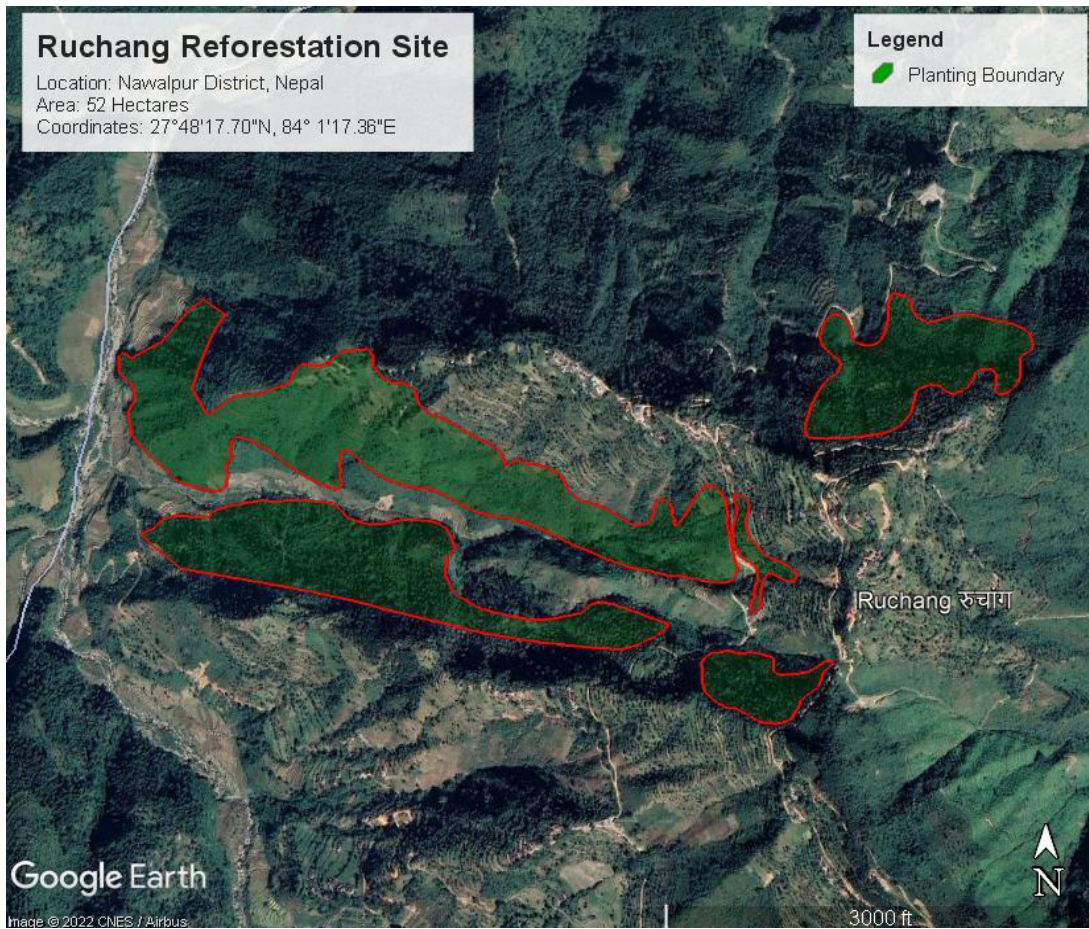 Ruchang Reforestation Site
Location: Nawalpur District, Nepal
Area: 52 Hectares
Coordinates: 27°48'17.70"N, 84° 1'17.36"E
Legend
Planting Boundary
Ruchang रुचांग
Google Earth
N
Image © 2022 CNES / Airbus
3000 ft